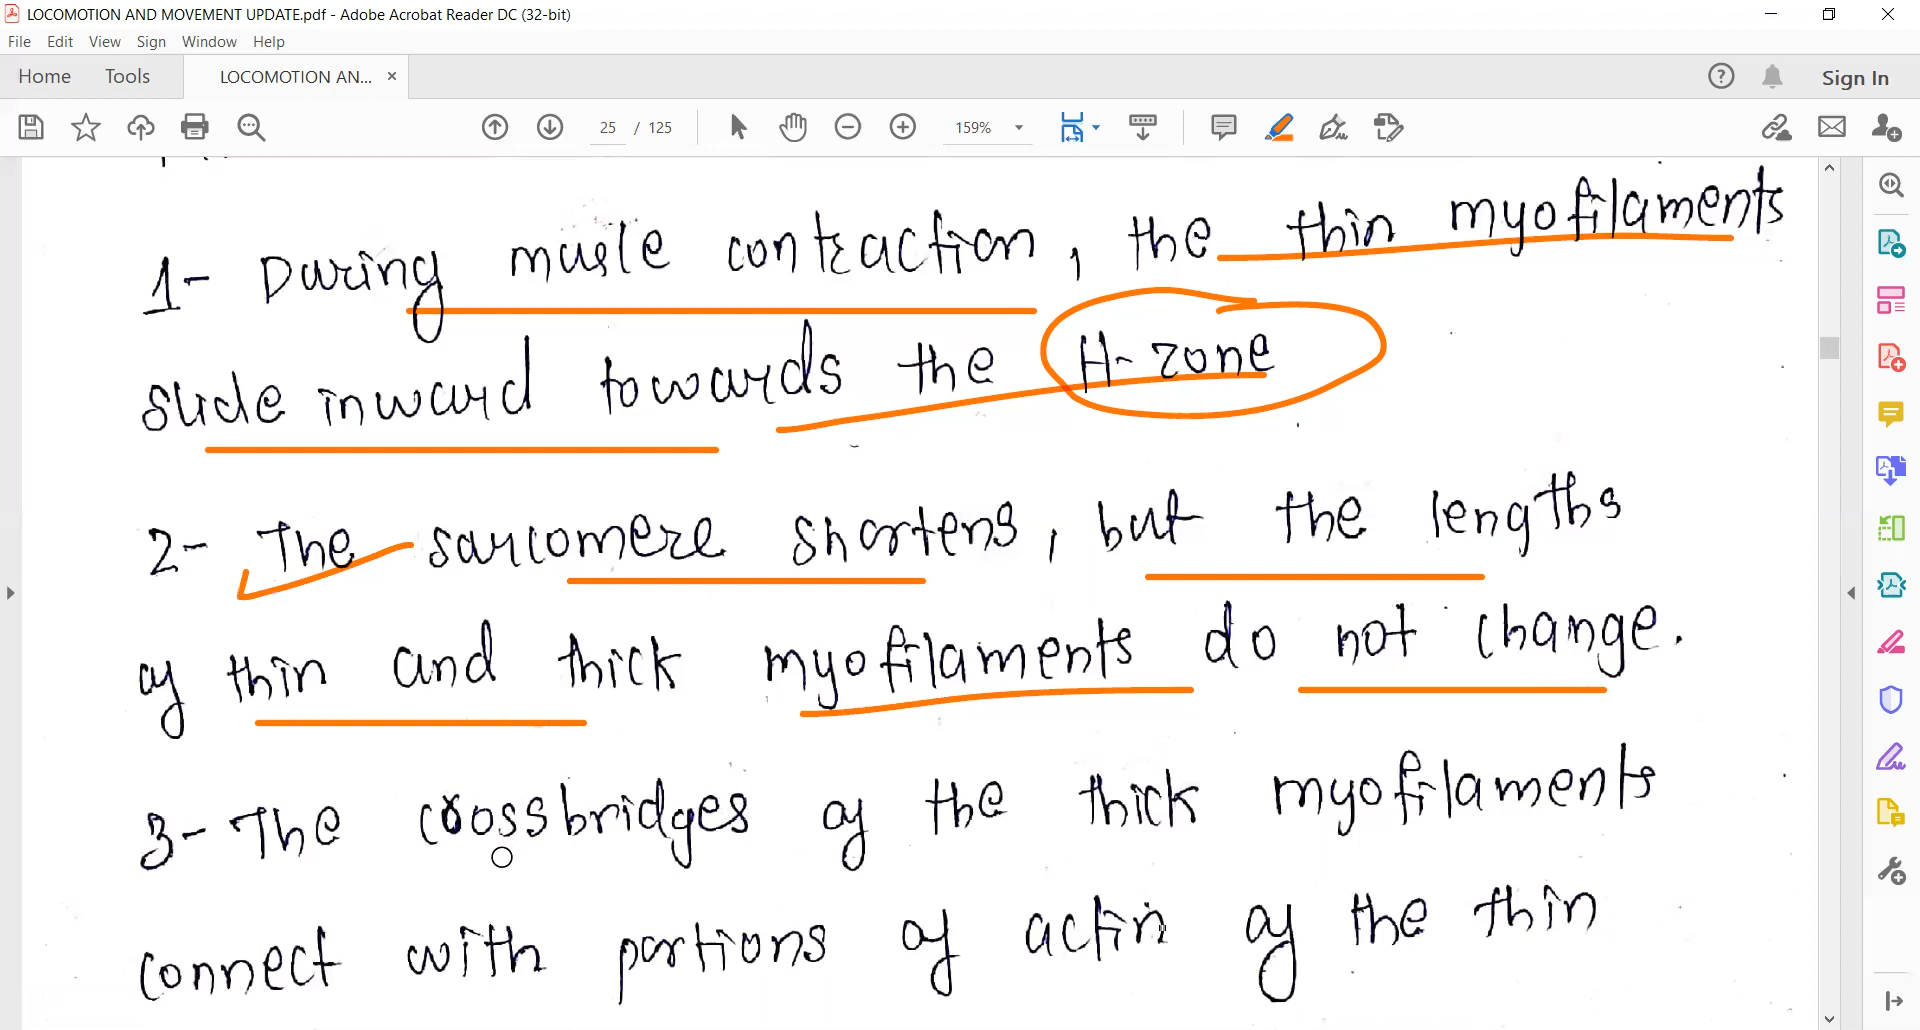 LOCOMOTION AND MOVEMENT UPDATE.pdf - Adobe Acrobat Reader DC (32-bit)
File Edit View Sign Window Help
Home Tools LOCOMOTION AN... × Sign In
25 / 125 159%
1- During musle contraction, the thin myofilaments
slide inward towards the H-zone
2- The sarcomere shortens, but the lengths
of thin and thick myofilaments do not change.
3- The crossbridges of the thick myofilaments
connect with portions of actin of the thin